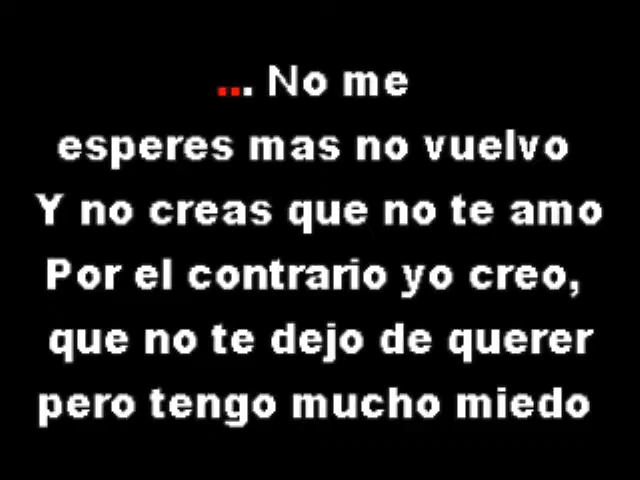 ... No me
esperes mas no vuelvo
Y no creas que no te amo
Por el contrario yo creo,
que no te dejo de querer
pero tengo mucho miedo